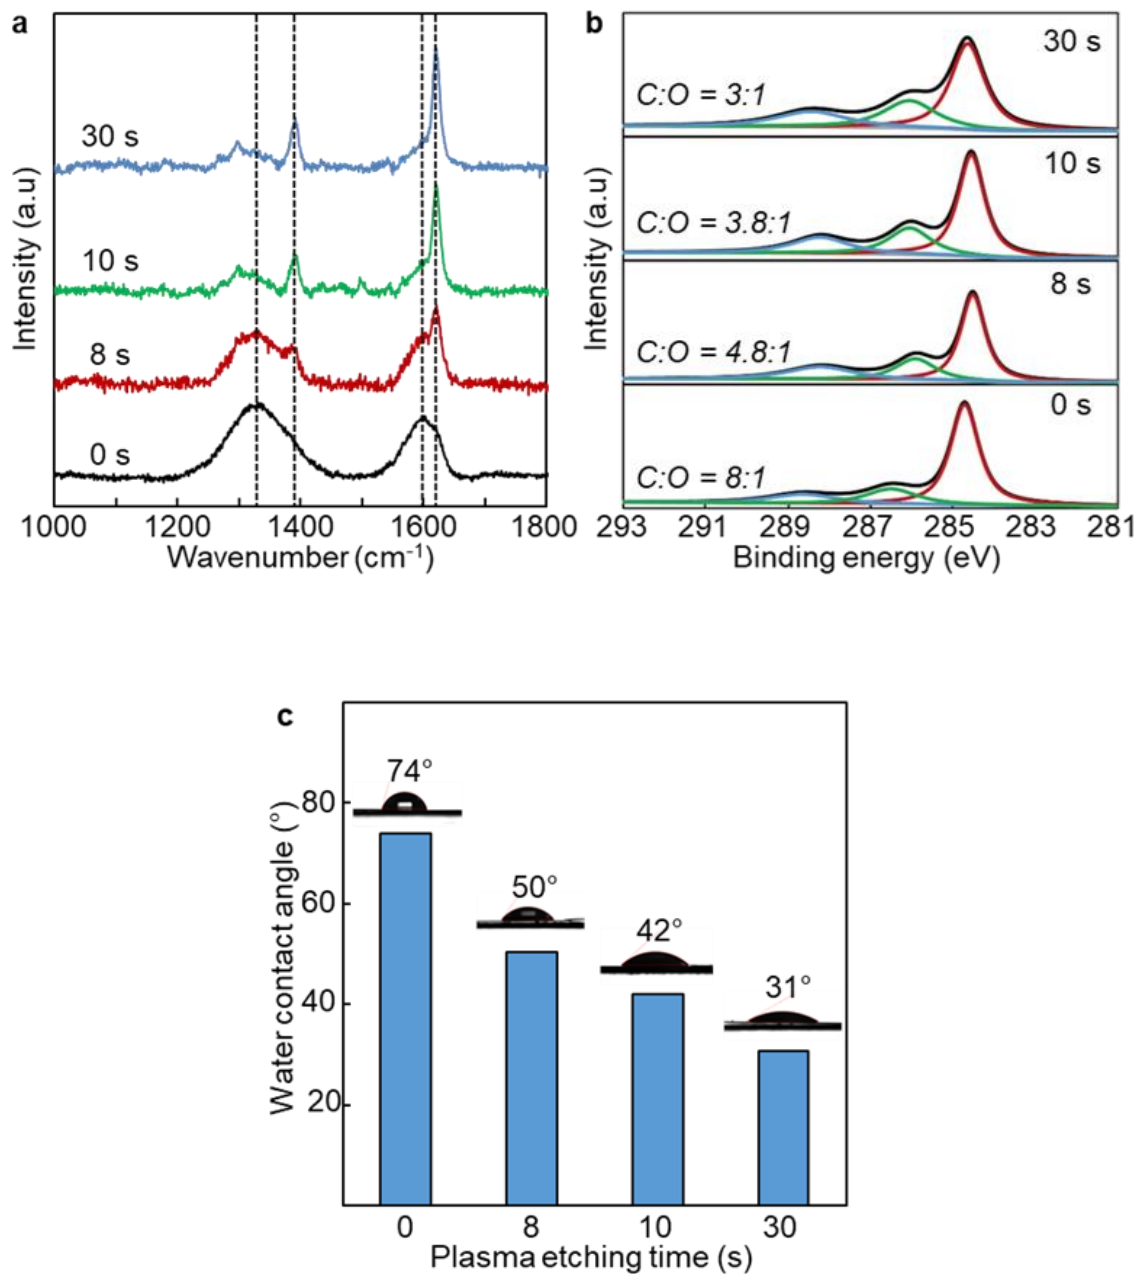 a
Intensity (a.u)
30 s
10 s
8 s
0 s
1000 1200 1400 1600 1800
Wavenumber (cm⁻¹)
b
Intensity (a.u)
30 s
C:O = 3:1
10 s
C:O = 3.8:1
8 s
C:O = 4.8:1
0 s
C:O = 8:1
293 291 289 287 285 283 281
Binding energy (eV)
c
Water contact angle (°)
80
60
40
20
74°
50°
42°
31°
0 8 10 30
Plasma etching time (s)